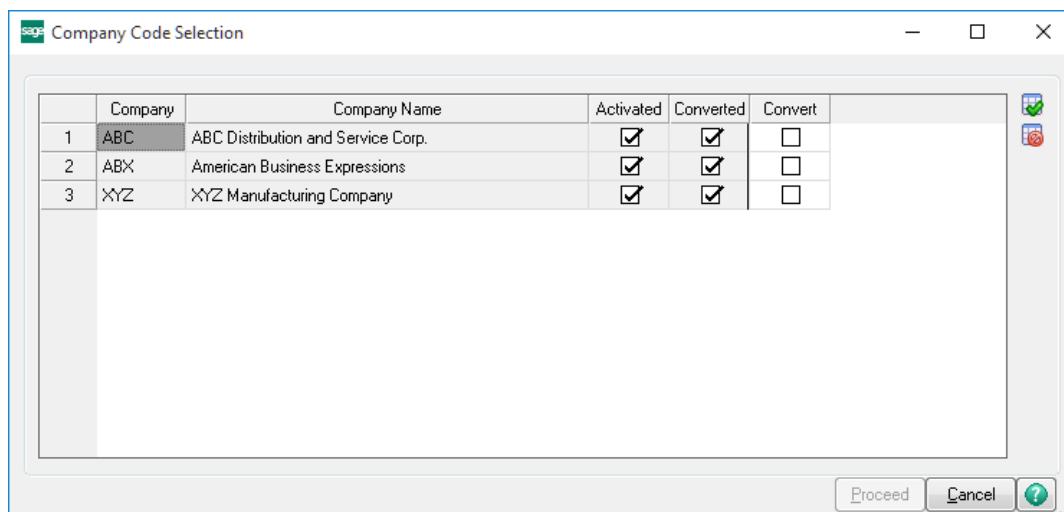 sage Company Code Selection
Company Company Name Activated Converted Convert
1 ABC ABC Distribution and Service Corp.
2 ABX American Business Expressions
3 XYZ XYZ Manufacturing Company
Proceed Cancel ?